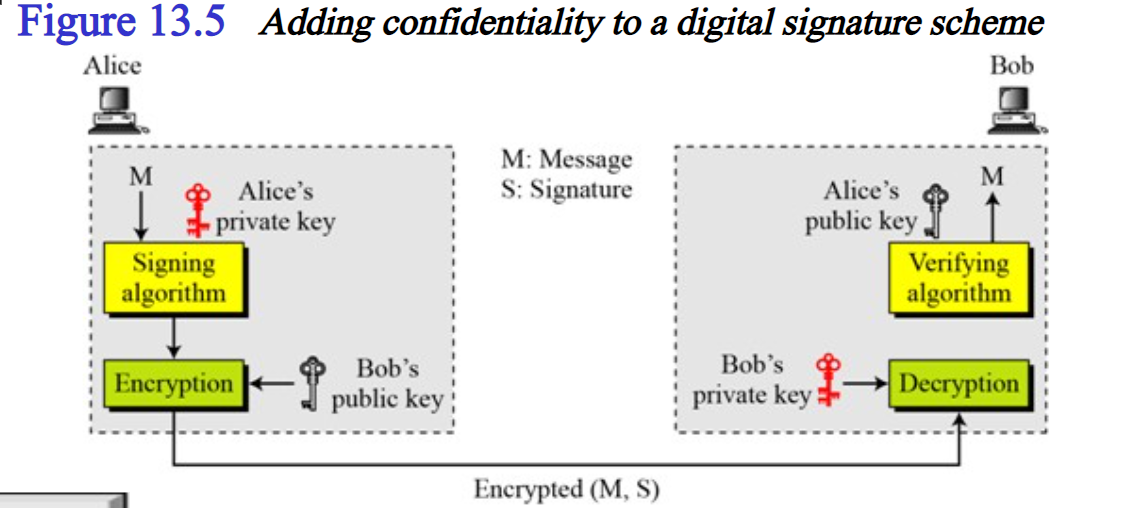 Figure 13.5 Adding confidentiality to a digital signature scheme
Alice
Bob
M
Alice's
private key
Signing
algorithm
Encryption
Bob's
public key
M: Message
S: Signature
Alice's
public key
M
Verifying
algorithm
Bob's
private key
Decryption
Encrypted (M, S)